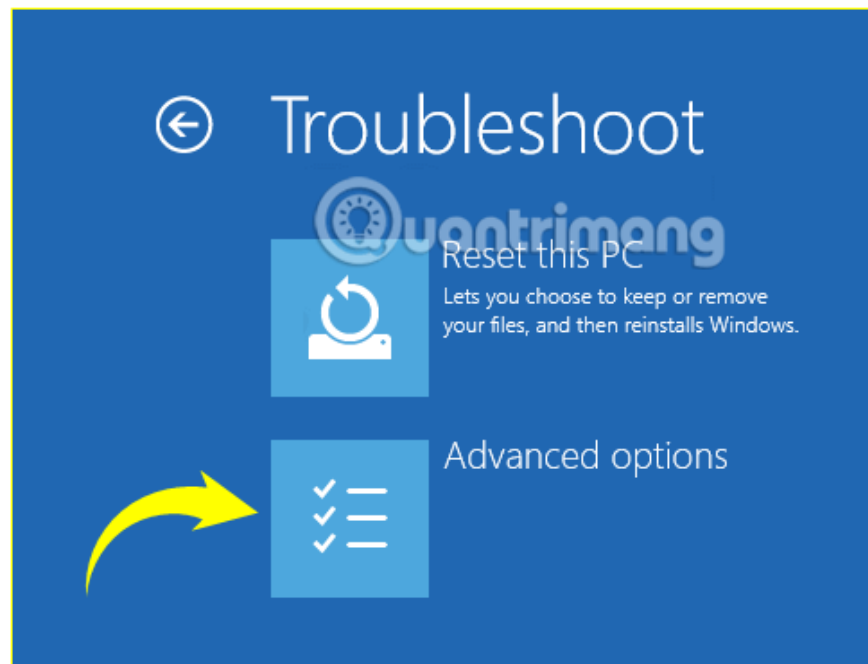 Troubleshoot
Quantrimang
Reset this PC
Lets you choose to keep or remove
your files, and then reinstalls Windows.
Advanced options